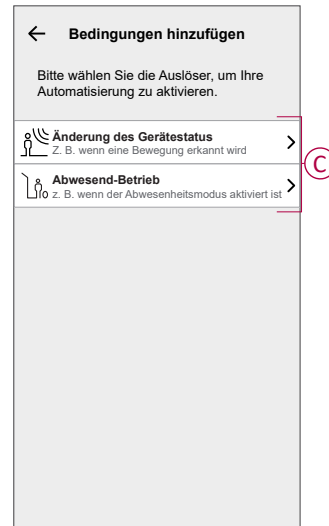 Bedingungen hinzufügen
Bitte wählen Sie die Auslöser, um Ihre
Automatisierung zu aktivieren.
Änderung des Gerätestatus
Z. B. wenn eine Bewegung erkannt wird
Abwesend-Betrieb
z. B. wenn der Abwesenheitsmodus aktiviert ist
C